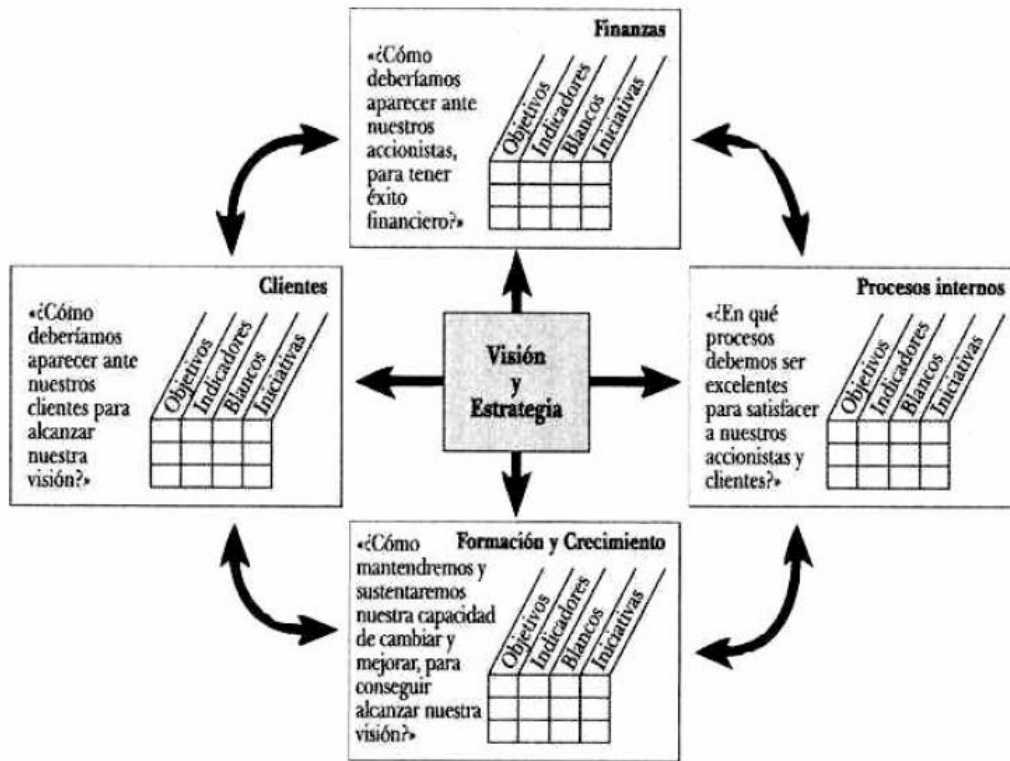 Finanzas
«¿Cómo
deberíamos
aparecer ante
nuestros
accionistas,
para tener
éxito
financiero?»
Objetivos
Indicadores
Blancos
Iniciativas
Clientes
«¿Cómo
deberíamos
aparecer ante
nuestros
clientes para
alcanzar
nuestra
visión?»
Objetivos
Indicadores
Blancos
Iniciativas
Visión
y
Estrategia
Procesos internos
«¿En qué
procesos
debemos ser
excelentes
para satisfacer
a nuestros
accionistas y
clientes?»
Objetivos
Indicadores
Blancos
Iniciativas
Formación y Crecimiento
«¿Cómo
mantendremos y
sustentaremos
nuestra capacidad
de cambiar y
mejorar, para
conseguir
alcanzar nuestra
visión?»
Objetivos
Indicadores
Blancos
Iniciativas